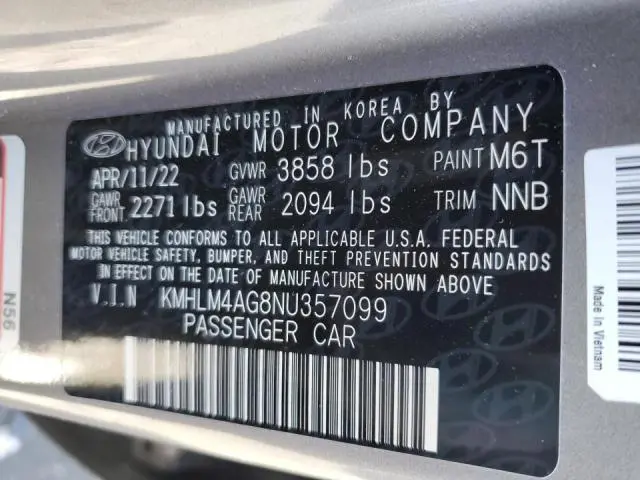 MANUFACTURED IN KOREA BY
HYUNDAI MOTOR COMPANY
APR/11/22 GVWR 3858 lbs PAINT M6T
GAWR FRONT 2271 lbs GAWR REAR 2094 lbs TRIM NNB
THIS VEHICLE CONFORMS TO ALL APPLICABLE U.S.A. FEDERAL
MOTOR VEHICLE SAFETY, BUMPER, AND THEFT PREVENTION STANDARDS
IN EFFECT ON THE DATE OF MANUFACTURE SHOWN ABOVE
V.I.N KMHLM4AG8NU357099
PASSENGER CAR
N56
Made in Vietnam